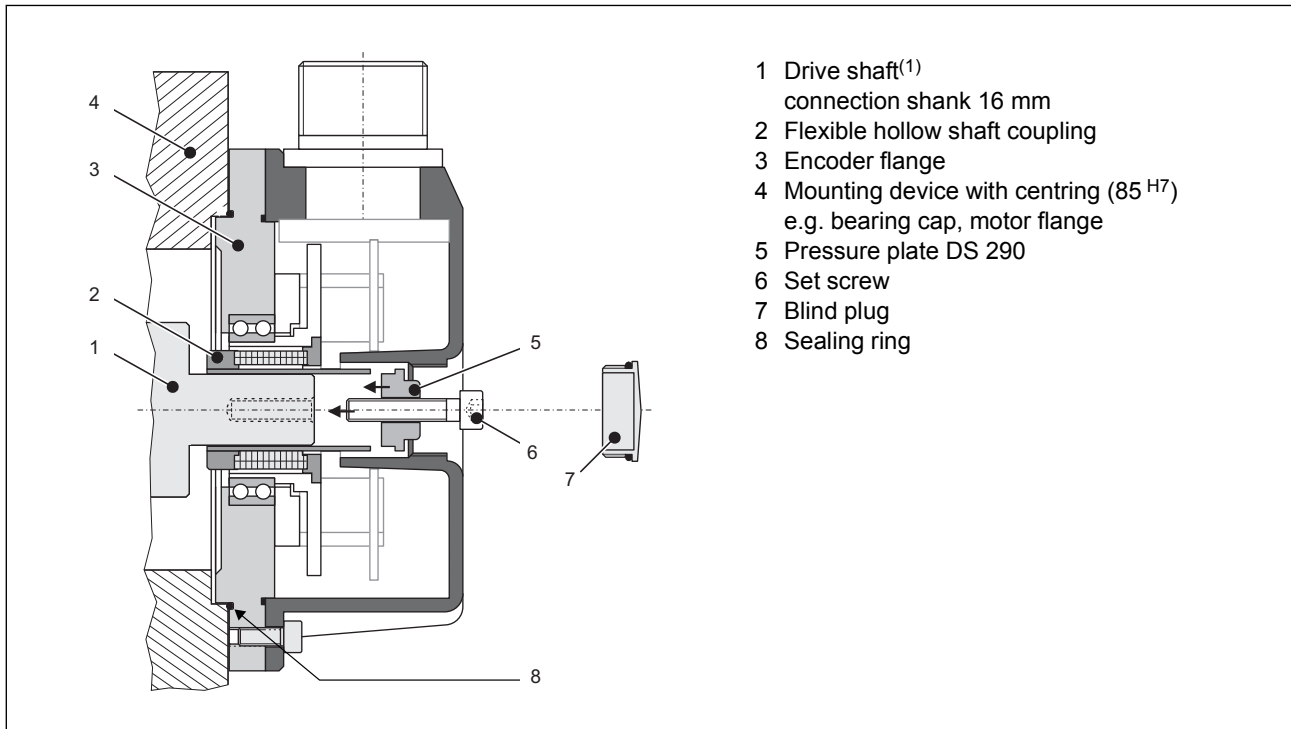 4
3
2
1
5
6
7
8
1 Drive shaft(1)
connection shank 16 mm
2 Flexible hollow shaft coupling
3 Encoder flange
4 Mounting device with centring (85 H7)
e.g. bearing cap, motor flange
5 Pressure plate DS 290
6 Set screw
7 Blind plug
8 Sealing ring